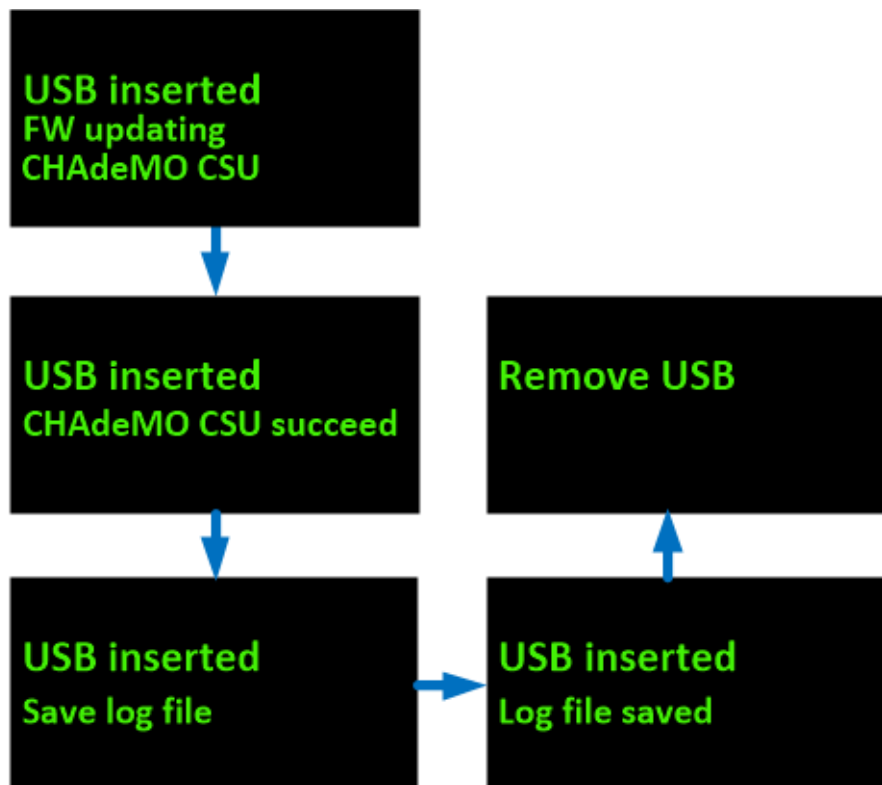 USB inserted
FW updating
CHAdeMO CSU
USB inserted
CHAdeMO CSU succeed
USB inserted
Save log file
USB inserted
Log file saved
Remove USB